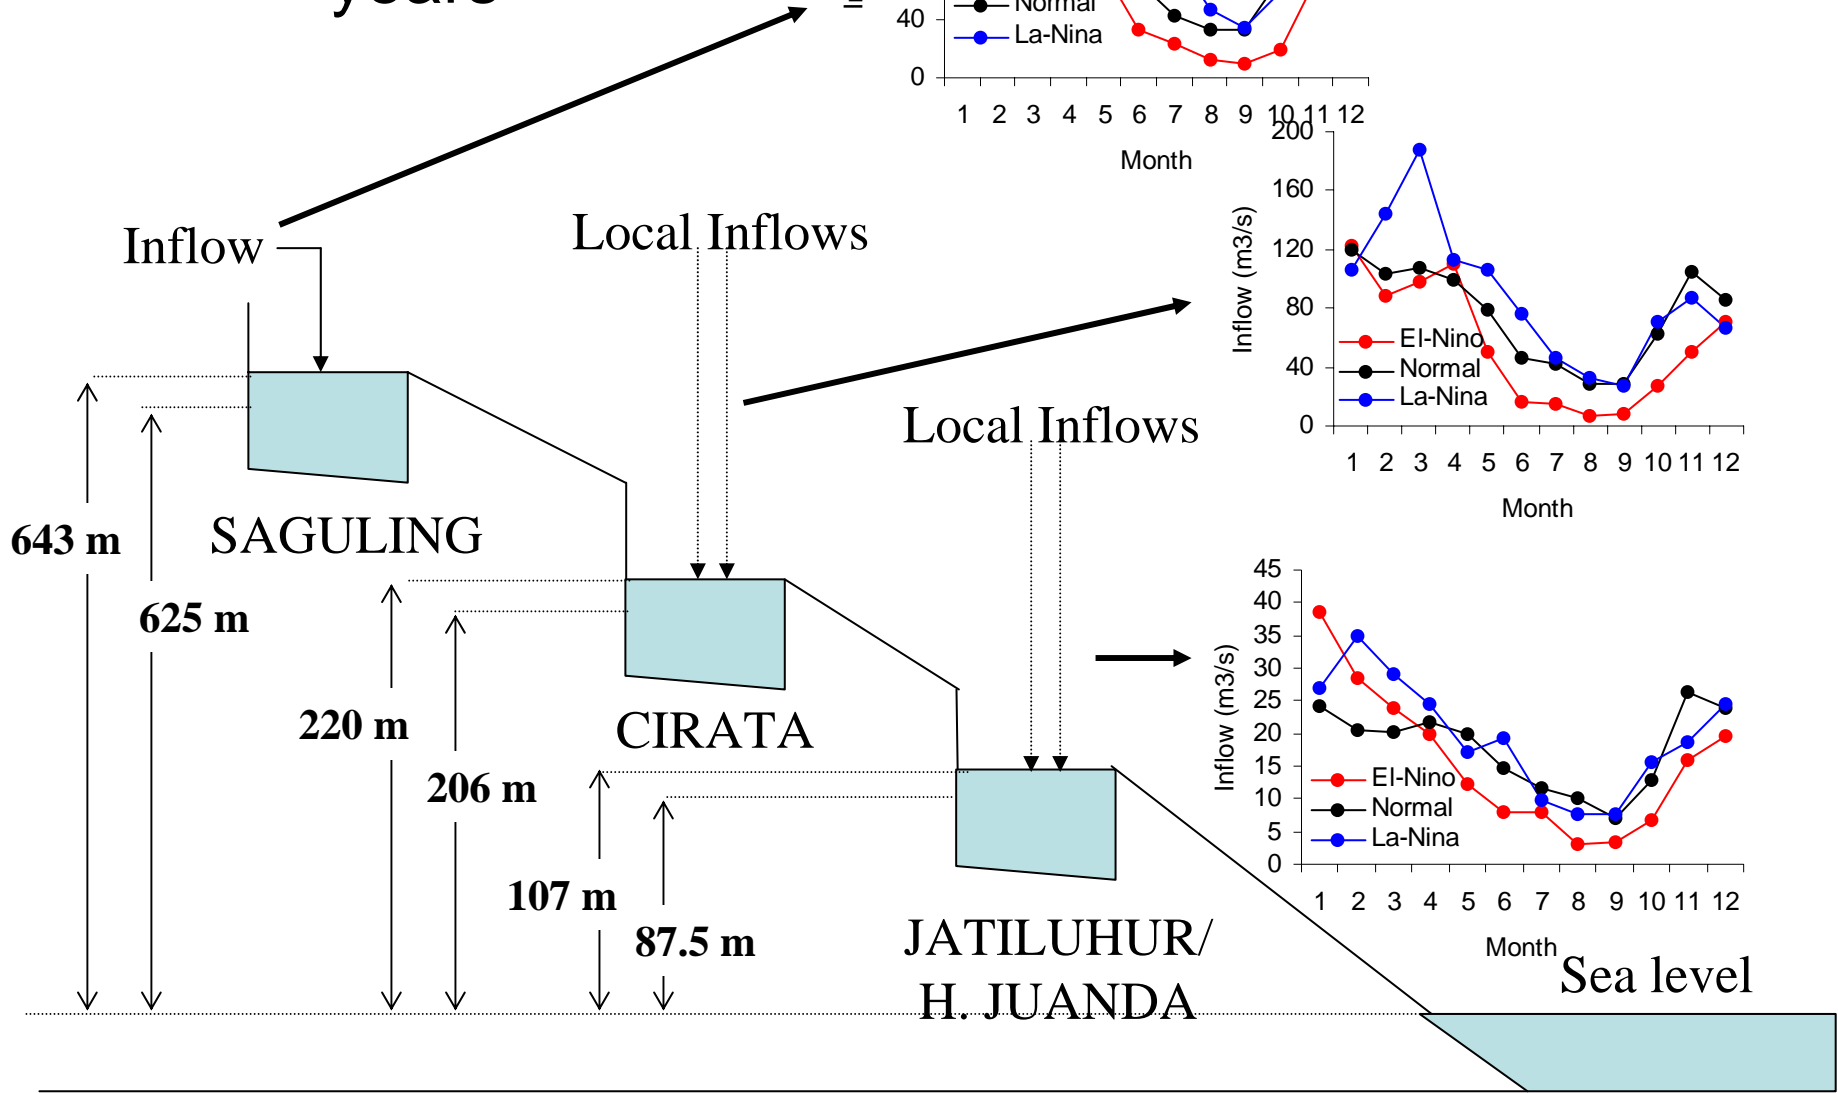 years
40
Normal
La-Nina
0
1 2 3 4 5 6 7 8 9 10 11 12
Month
Inflow
Local Inflows
200
160
120
80
40
0
Inflow (m3/s)
El-Nino
Normal
La-Nina
1 2 3 4 5 6 7 8 9 10 11 12
Month
Local Inflows
643 m
SAGULING
625 m
220 m
CIRATA
206 m
107 m
87.5 m
JATILUHUR/
H. JUANDA
45
40
35
30
25
20
15
10
5
0
Inflow (m3/s)
El-Nino
Normal
La-Nina
1 2 3 4 5 6 7 8 9 10 11 12
Month
Sea level